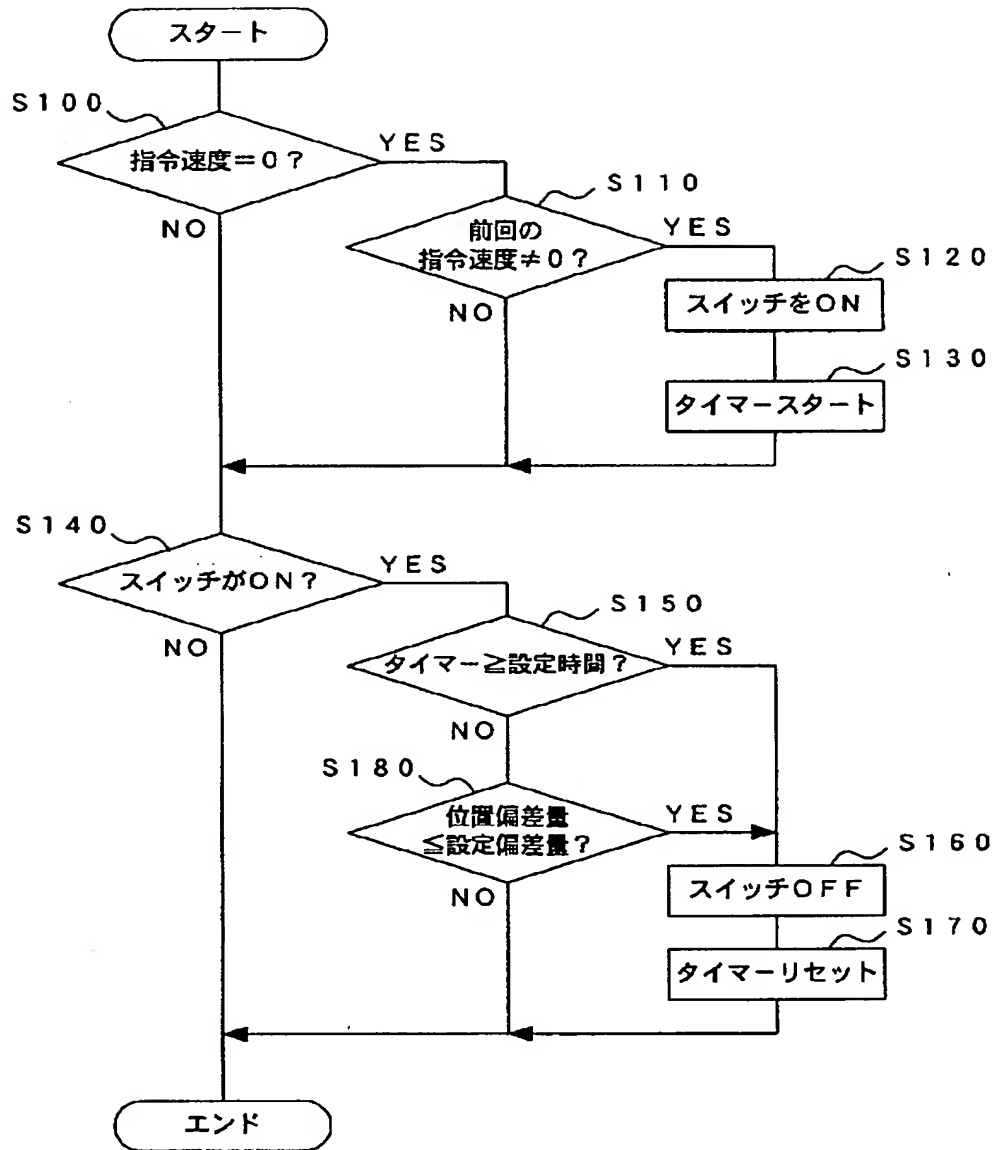 スタート
S100
指令速度=0?
YES
NO
S110
前回の
指令速度≠0?
YES
NO
S120
スイッチをON
S130
タイマースタート
S140
スイッチがON?
YES
NO
S150
タイマー≧設定時間?
YES
NO
S180
位置偏差量
≦設定偏差量?
YES
NO
S160
スイッチOFF
S170
タイマーリセット
エンド